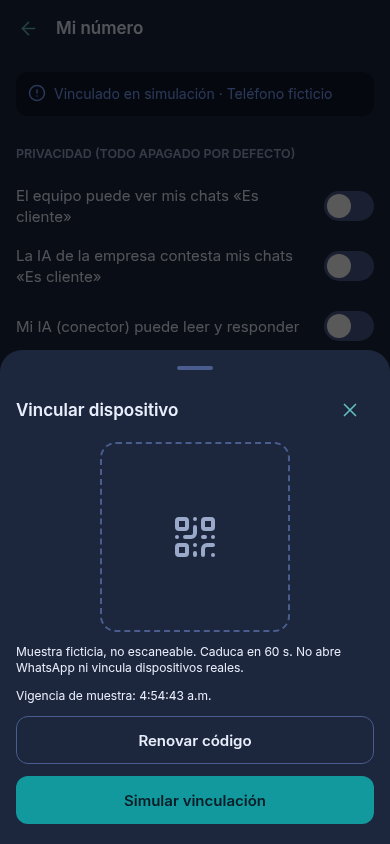 Mi número
Vinculado en simulación · Teléfono ficticio
PRIVACIDAD (TODO APAGADO POR DEFECTO)
El equipo puede ver mis chats «Es
cliente»
La IA de la empresa contesta mis chats
«Es cliente»
Mi IA (conector) puede leer y responder
Vincular dispositivo
Muestra ficticia, no escaneable. Caduca en 60 s. No abre
WhatsApp ni vincula dispositivos reales.
Vigencia de muestra: 4:54:43 a.m.
Renovar código
Simular vinculación